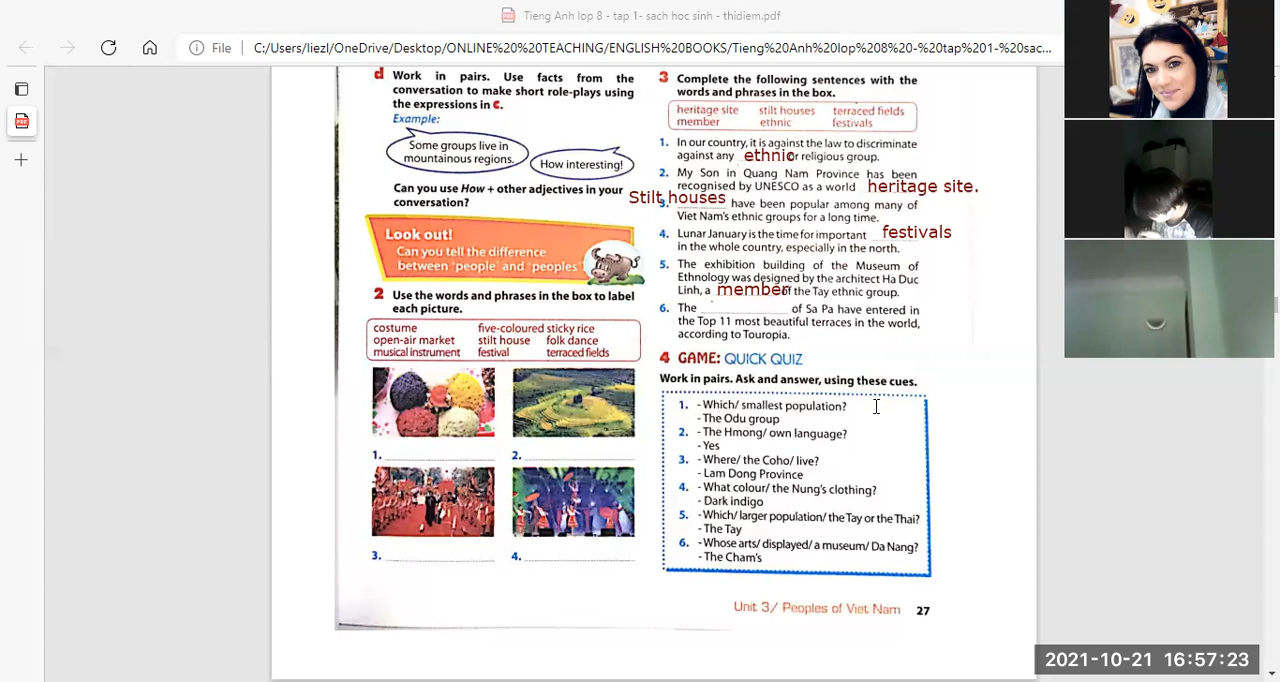 Tieng Anh lop 8 - tap 1- sach hoc sinh - thidiem.pdf
File
C:/Users/liezl/OneDrive/Desktop/ONLINE%20%20TEACHING/ENGLISH%20BOOKS/Tieng%20Anh%20lop%208%20-%20tap%201-%20sac...
d Work in pairs. Use facts from the
conversation to make short role-plays using
the expressions in C.
Example:
Some groups live in
mountainous regions.
How interesting!
Can you use How + other adjectives in your
conversation?
Look out!
Can you tell the difference
between 'people' and 'peoples'
2 Use the words and phrases in the box to label
each picture.
costume five-coloured sticky rice
open-air market stilt house folk dance
musical instrument festival terraced fields
1.
2.
3.
4.
3 Complete the following sentences with the
words and phrases in the box.
heritage site stilt houses terraced fields
member ethnic festivals
1. In our country, it is against the law to discriminate
against any ethnic or religious group.
2. My Son in Quang Nam Province has been
recognised by UNESCO as a world heritage site.
Stilt houses
3. have been popular among many of
Viet Nam's ethnic groups for a long time.
4. Lunar January is the time for important festivals
in the whole country, especially in the north.
5. The exhibition building of the Museum of
Ethnology was designed by the architect Ha Duc
Linh, a member of the Tay ethnic group.
6. The ______ of Sa Pa have entered in
the Top 11 most beautiful terraces in the world,
according to Touropia.
4 GAME: QUICK QUIZ
Work in pairs. Ask and answer, using these cues.
1. - Which/ smallest population?
- The Odu group
2. - The Hmong/ own language?
- Yes
3. - Where/ the Coho/ live?
- Lam Dong Province
4. - What colour/ the Nung's clothing?
- Dark indigo
5. - Which/ larger population/ the Tay or the Thai?
- The Tay
6. - Whose arts/ displayed/ a museum/ Da Nang?
- The Cham's
Unit 3/ Peoples of Viet Nam 27
2021-10-21 16:57:23